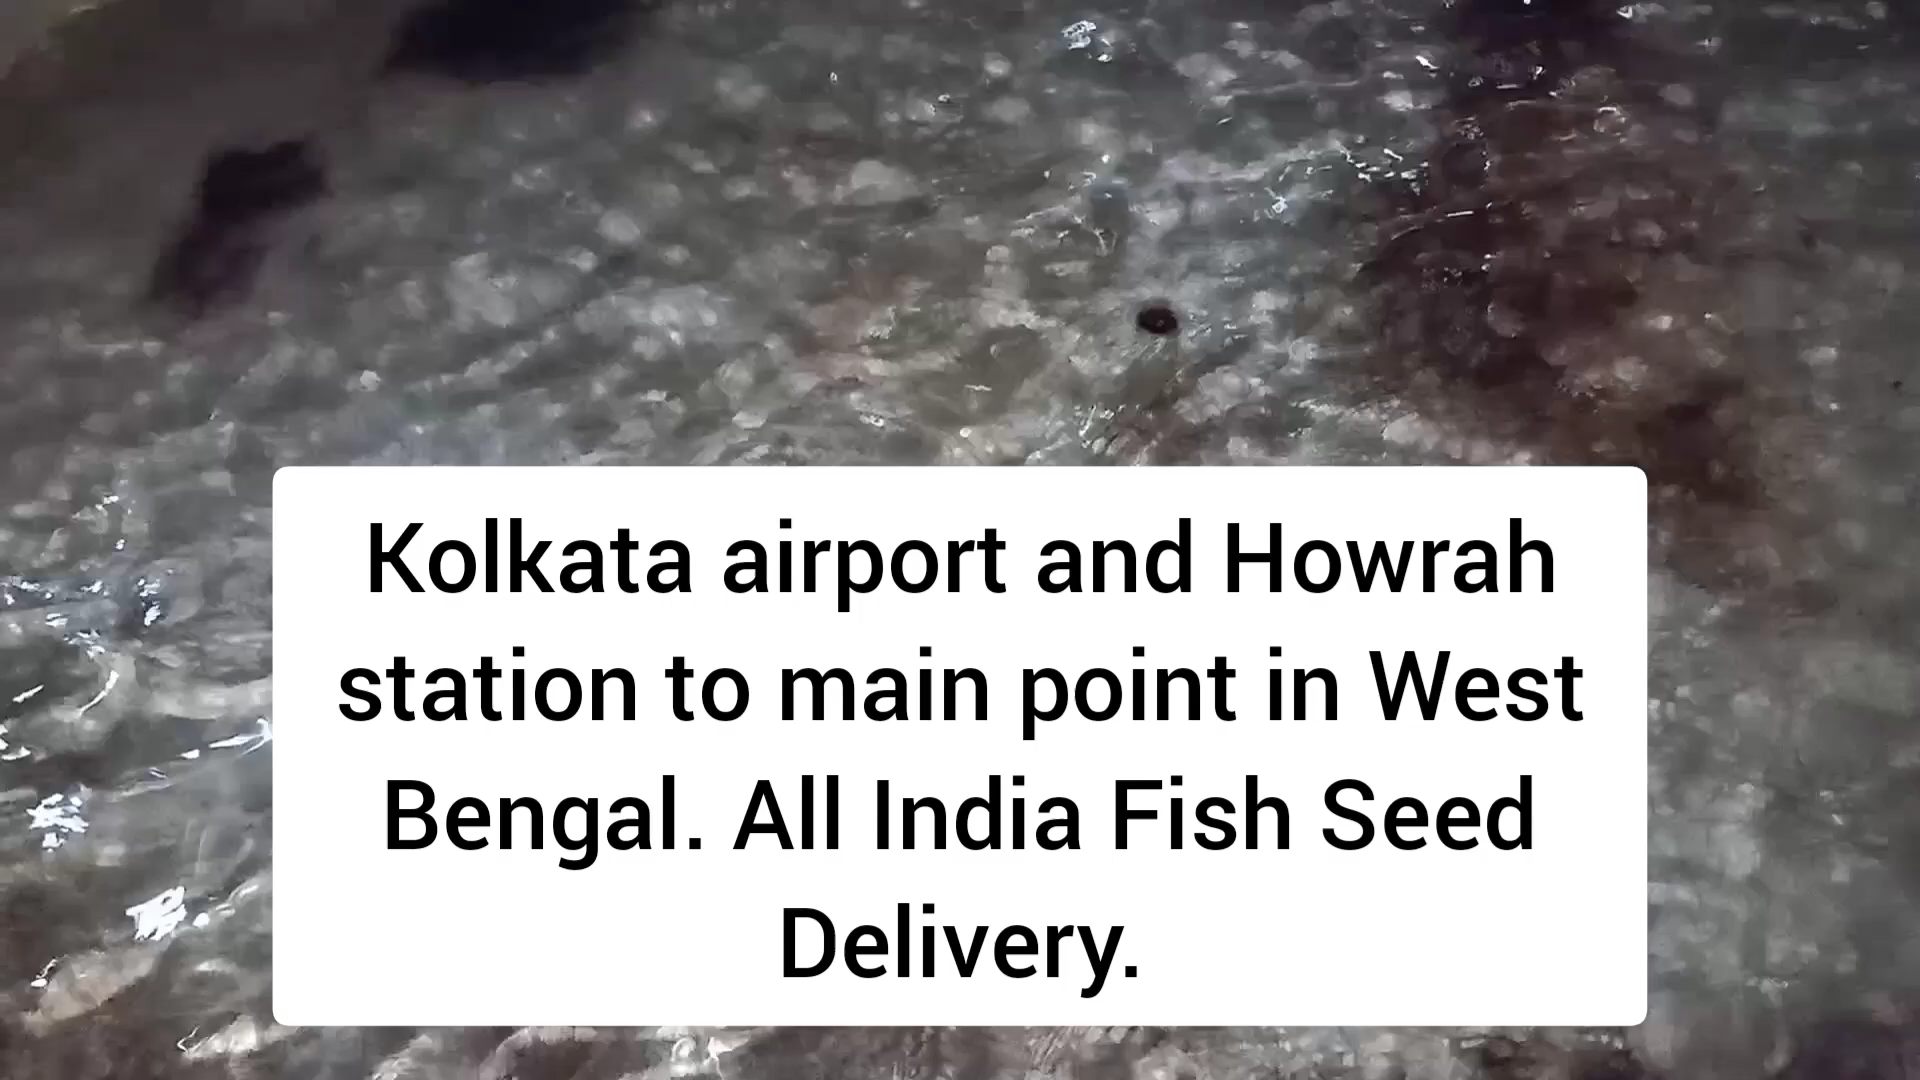 Kolkata airport and Howrah
station to main point in West
Bengal. All India Fish Seed
Delivery.